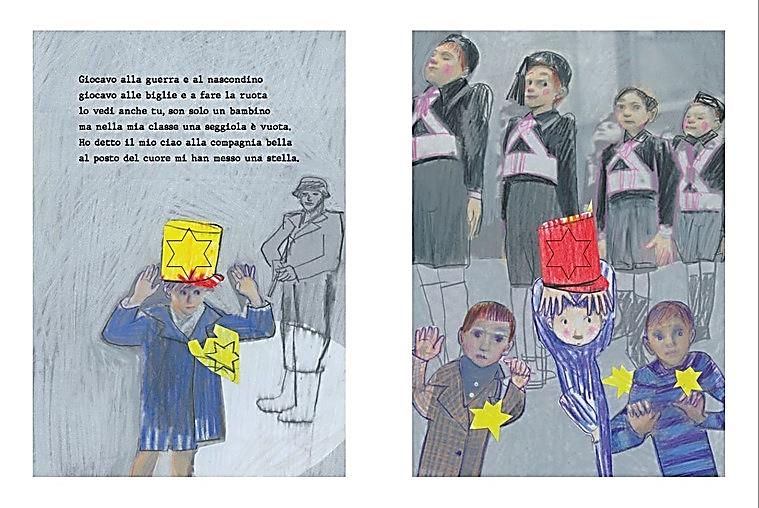 Giocavo alla guerra e al nascondino
giocavo alle biglie e a fare la ruota
lo vedi anche tu, son solo un bambino
ma nella mia classe una seggiola è vuota.
Ho detto il mio ciao alla compagnia bella
al posto del cuore mi han messo una stella.